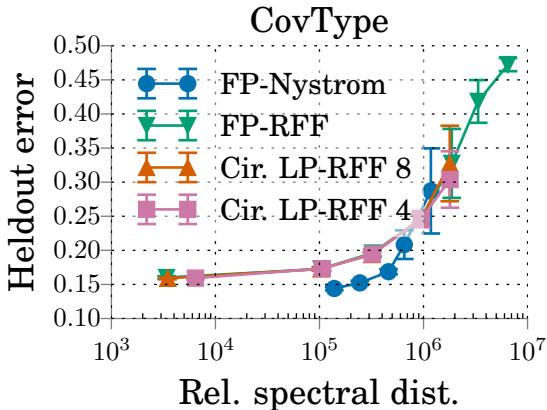 CovType
Heldout error
0.50
0.45
0.40
0.35
0.30
0.25
0.20
0.15
0.10
FP-Nystrom
FP-RFF
Cir. LP-RFF 8
Cir. LP-RFF 4
10^3 10^4 10^5 10^6 10^7
Rel. spectral dist.